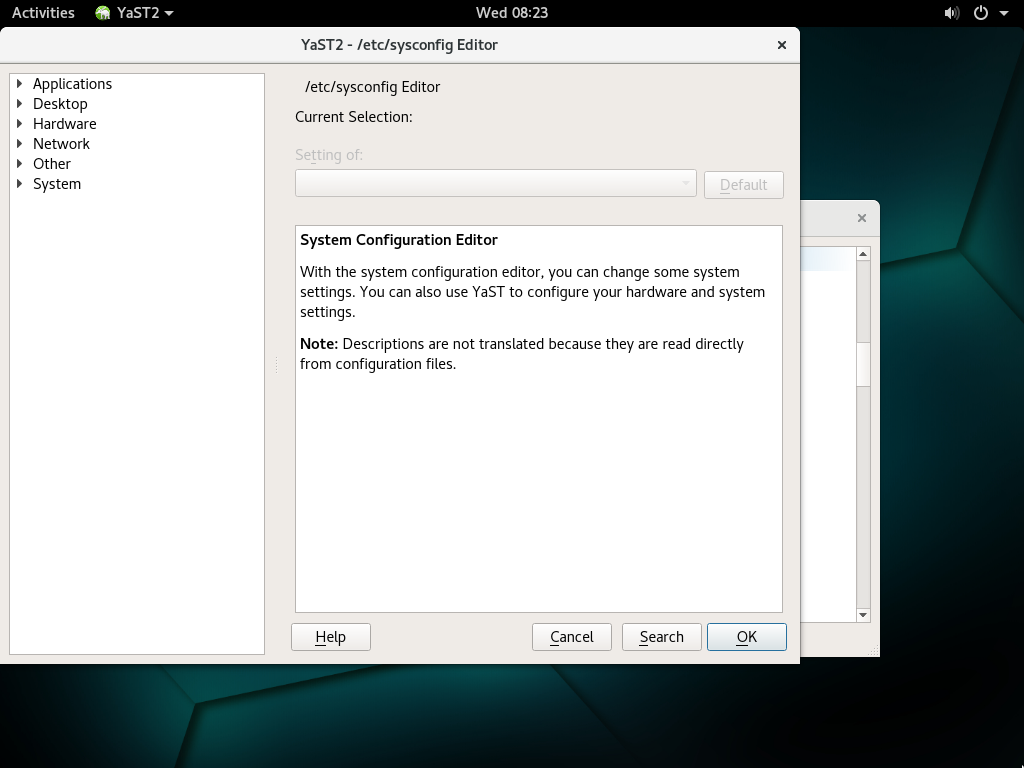 Activities YaST2 Wed 08:23
YaST2 - /etc/sysconfig Editor
Applications
Desktop
Hardware
Network
Other
System
/etc/sysconfig Editor
Current Selection:
Setting of:
Default
System Configuration Editor
With the system configuration editor, you can change some system
settings. You can also use YaST to configure your hardware and system
settings.
Note: Descriptions are not translated because they are read directly
from configuration files.
Help Cancel Search OK